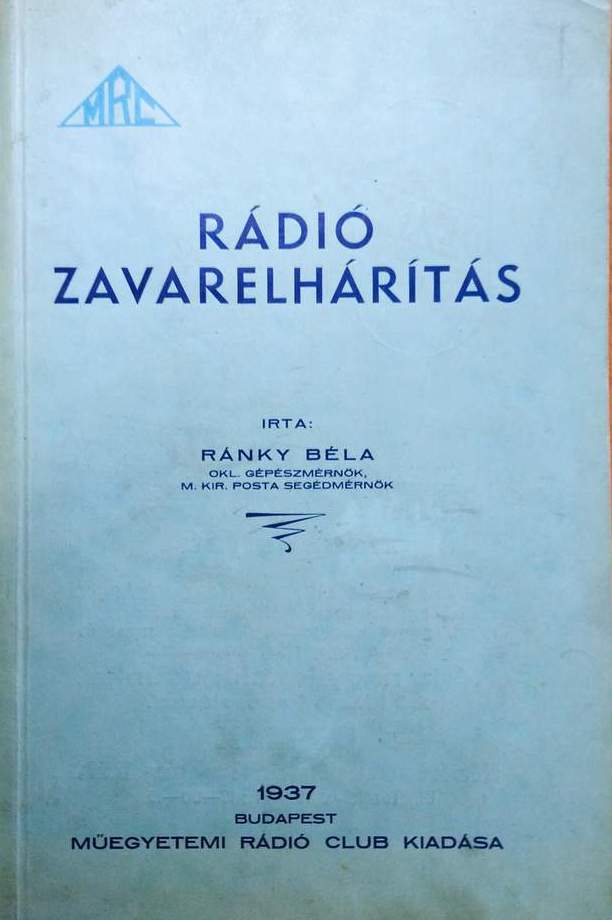 MRC
RÁDIÓ
ZAVARELHÁRÍTÁS
IRTA:
RÁNKY BÉLA
OKL. GÉPÉSZMÉRNÖK,
M. KIR. POSTA SEGÉDMÉRNÖK
1937
BUDAPEST
MŰEGYETEMI RÁDIÓ CLUB KIADÁSA